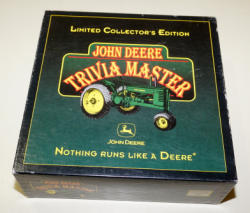 LIMITED COLLECTOR'S EDITION
JOHN DEERE
TRIVIA MASTER
JOHN DEERE
NOTHING RUNS LIKE A DEERE®